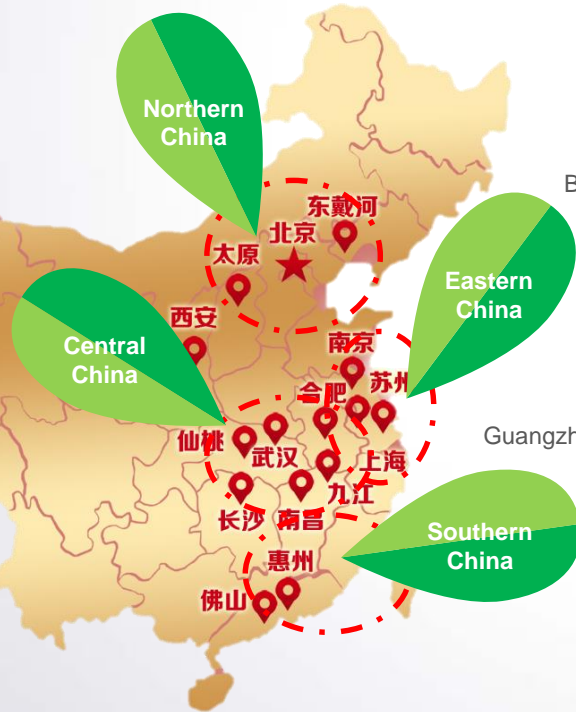 Northern
China
B
东戴河
北京
太原
Eastern
China
西安
Central
China
南京
合肥
苏州
仙桃
武汉
上海
Guangzh
九江
长沙
南昌
Southern
China
惠州
佛山